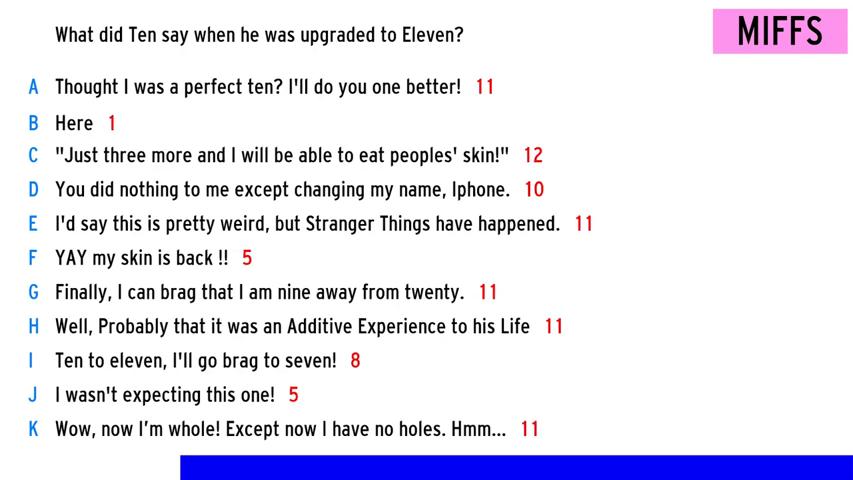 What did Ten say when he was upgraded to Eleven?
MIFFS
A Thought I was a perfect ten? I'll do you one better! 11
B Here 1
C "Just three more and I will be able to eat peoples' skin!" 12
D You did nothing to me except changing my name, Iphone. 10
E I'd say this is pretty weird, but Stranger Things have happened. 11
F YAY my skin is back !! 5
G Finally, I can brag that I am nine away from twenty. 11
H Well, Probably that it was an Additive Experience to his Life 11
I Ten to eleven, I'll go brag to seven! 8
J I wasn't expecting this one! 5
K Wow, now I’m whole! Except now I have no holes. Hmm... 11